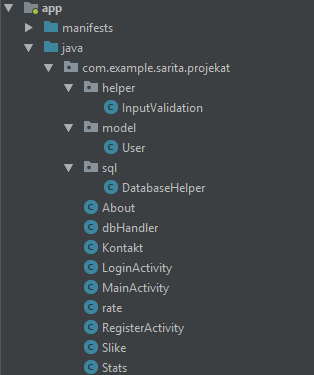 app
manifests
java
com.example.sarita.projekat
helper
InputValidation
model
User
sql
DatabaseHelper
About
dbHandler
Kontakt
LoginActivity
MainActivity
rate
RegisterActivity
Slike
Stats